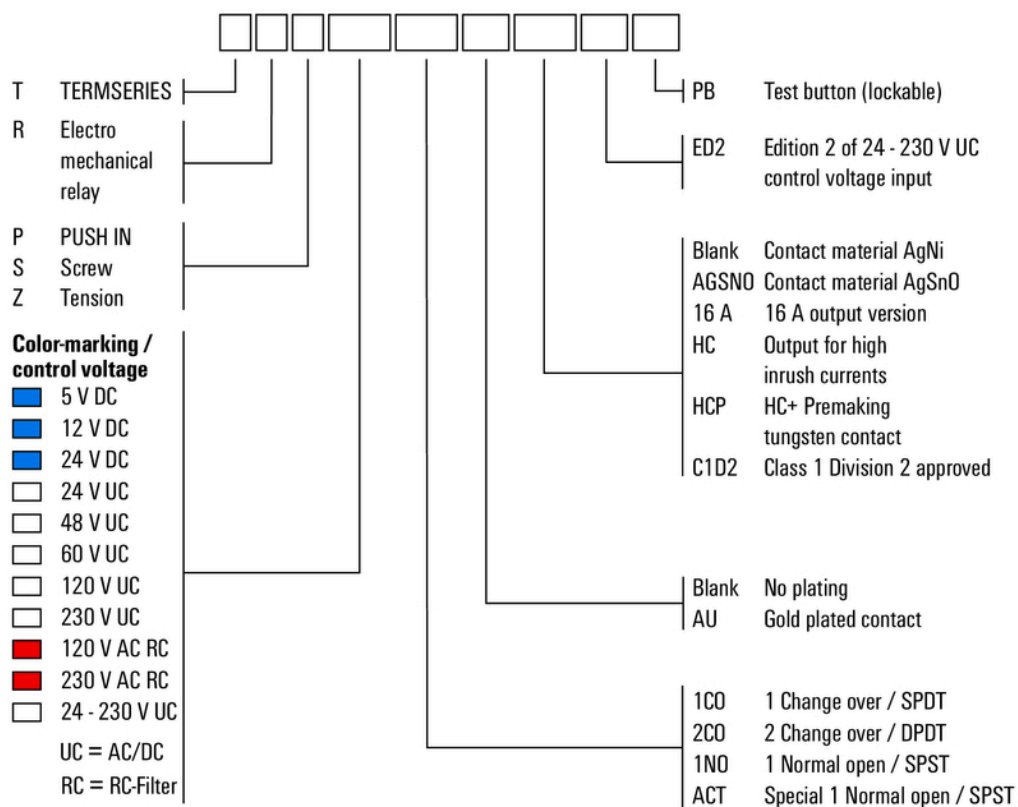 T TERMSERIES
R Electro
mechanical
relay
P PUSH IN
S Screw
Z Tension
Color-marking /
control voltage
5 V DC
12 V DC
24 V DC
24 V UC
48 V UC
60 V UC
120 V UC
230 V UC
120 V AC RC
230 V AC RC
24 - 230 V UC
UC = AC/DC
RC = RC-Filter
PB Test button (lockable)
ED2 Edition 2 of 24 - 230 V UC
control voltage input
Blank Contact material AgNi
AGSNO Contact material AgSnO
16 A 16 A output version
HC Output for high
inrush currents
HCP HC+ Premaking
tungsten contact
C1D2 Class 1 Division 2 approved
Blank No plating
AU Gold plated contact
1CO 1 Change over / SPDT
2CO 2 Change over / DPDT
1NO 1 Normal open / SPST
ACT Special 1 Normal open / SPST